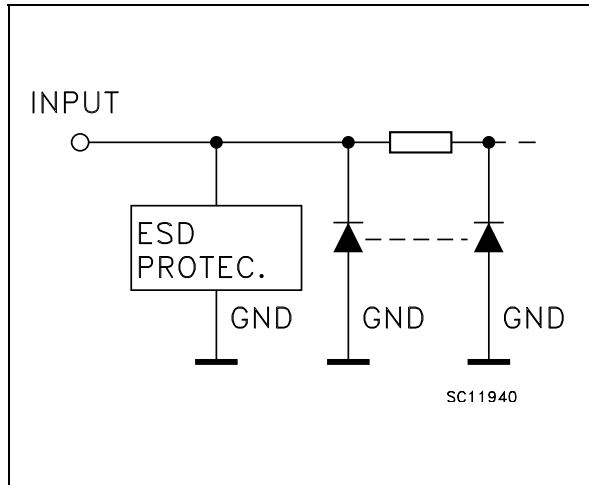 INPUT
ESD
PROTEC.
GND
GND
GND
SC11940